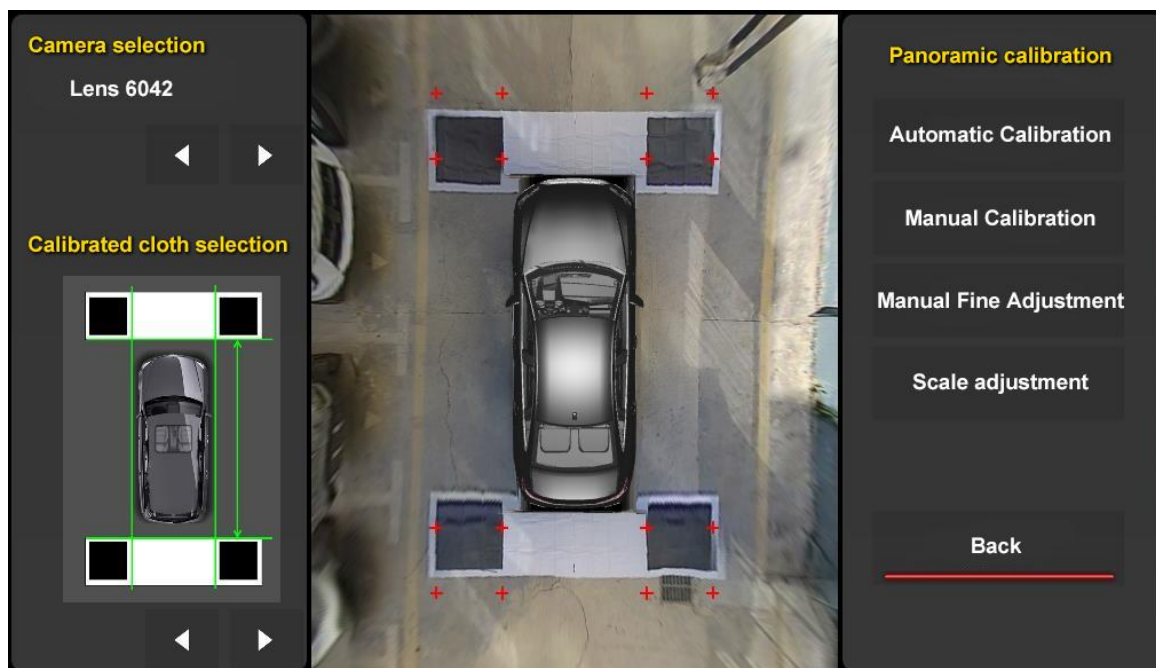 Camera selection
Lens 6042
Calibrated cloth selection
Panoramic calibration
Automatic Calibration
Manual Calibration
Manual Fine Adjustment
Scale adjustment
Back